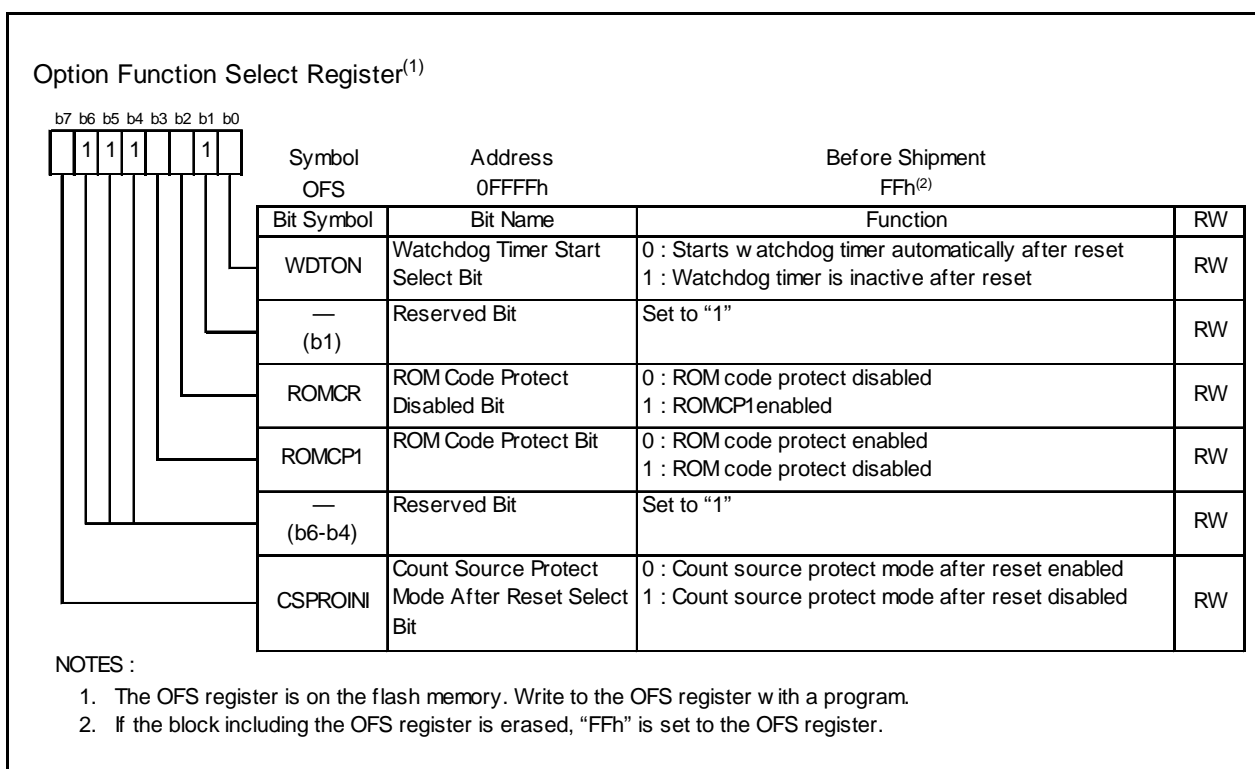 Option Function Select Register(1)
b7 b6 b5 b4 b3 b2 b1 b0
1 1 1 1
Symbol Address Before Shipment
OFS 0FFFFh FFh(2)
Bit Symbol Bit Name Function RW
WDTON Watchdog Timer Start Select Bit 0 : Starts watchdog timer automatically after reset RW
1 : Watchdog timer is inactive after reset
— (b1) Reserved Bit Set to “1” RW
ROMCR ROM Code Protect Disabled Bit 0 : ROM code protect disabled RW
1 : ROMCP1 enabled
ROMCP1 ROM Code Protect Bit 0 : ROM code protect enabled RW
1 : ROM code protect disabled
— (b6-b4) Reserved Bit Set to “1” RW
CSPROINI Count Source Protect Mode After Reset Select Bit 0 : Count source protect mode after reset enabled RW
1 : Count source protect mode after reset disabled
NOTES :
1. The OFS register is on the flash memory. Write to the OFS register with a program.
2. If the block including the OFS register is erased, “FFh” is set to the OFS register.